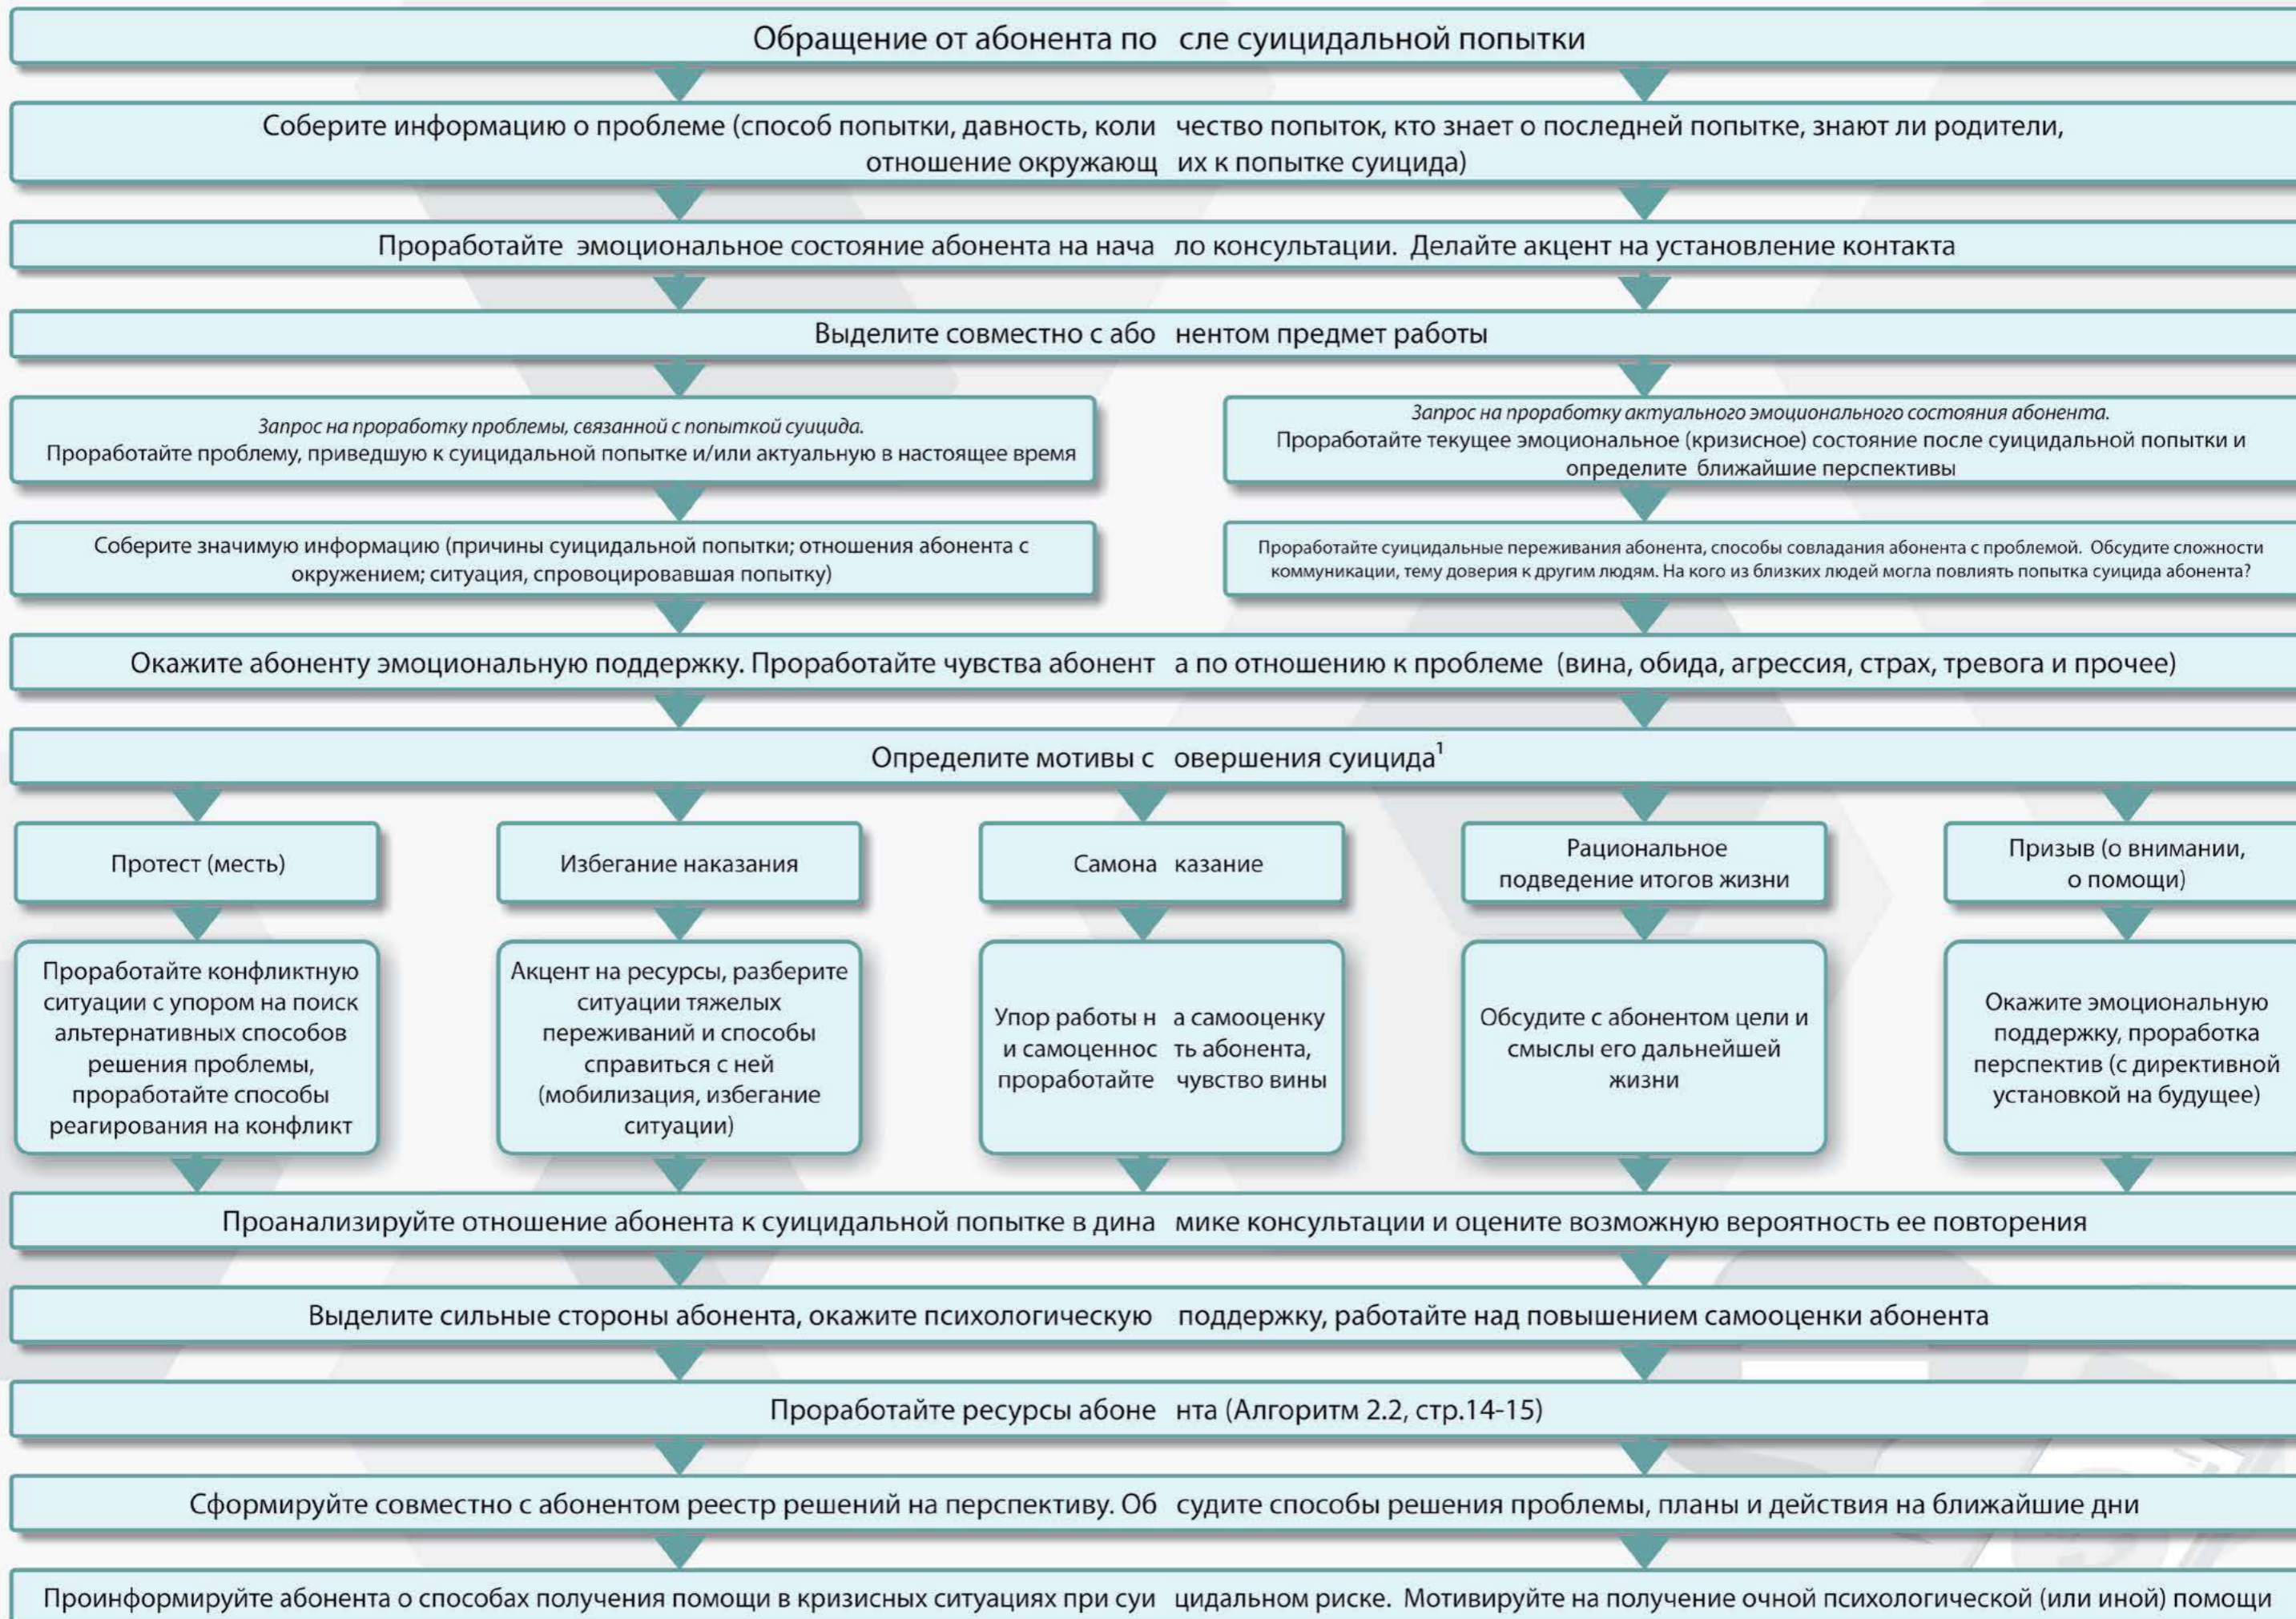 Обращение от абонента по сле суицидальной попытки
Соберите информацию о проблеме (способ попытки, давность, коли чество попыток, кто знает о последней попытке, знают ли родители,
отношение окружающ их к попытке суицида)
Проработайте эмоциональное состояние абонента на нача ло консультации. Делайте акцент на установление контакта
Выделите совместно с або нентом предмет работы
Запрос на проработку проблемы, связанной с попыткой суицида.
Проработайте проблему, приведшую к суицидальной попытке и/или актуальную в настоящее время
Запрос на проработку актуального эмоционального состояния абонента.
Проработайте текущее эмоциональное (кризисное) состояние после суицидальной попытки и
определите ближайшие перспективы
Соберите значимую информацию (причины суицидальной попытки; отношения абонента с
окружением; ситуация, спровоцировавшая попытку)
Проработайте суицидальные переживания абонента, способы совладания абонента с проблемой. Обсудите сложности
коммуникации, тему доверия к другим людям. На кого из близких людей могла повлиять попытка суицида абонента?
Окажите абоненту эмоциональную поддержку. Проработайте чувства абонент а по отношению к проблеме (вина, обида, агрессия, страх, тревога и прочее)
Определите мотивы с овершения суицида¹
Протест (месть)
Избегание наказания
Самона казание
Рациональное
подведение итогов жизни
Призыв (о внимании,
о помощи)
Проработайте конфликтную
ситуации с упором на поиск
альтернативных способов
решения проблемы,
проработайте способы
реагирования на конфликт
Акцент на ресурсы, разберите
ситуации тяжелых
переживаний и способы
справиться с ней
(мобилизация, избегание
ситуации)
Упор работы н а самооценку
и самоценнос ть абонента,
проработайте чувство вины
Обсудите с абонентом цели и
смыслы его дальнейшей
жизни
Окажите эмоциональную
поддержку, проработка
перспектив (с директивной
установкой на будущее)
Проанализируйте отношение абонента к суицидальной попытке в дина мике консультации и оцените возможную вероятность ее повторения
Выделите сильные стороны абонента, окажите психологическую поддержку, работайте над повышением самооценки абонента
Проработайте ресурсы абоне нта (Алгоритм 2.2, стр.14-15)
Сформируйте совместно с абонентом реестр решений на перспективу. Об судите способы решения проблемы, планы и действия на ближайшие дни
Проинформируйте абонента о способах получения помощи в кризисных ситуациях при суи цидальном риске. Мотивируйте на получение очной психологической (или иной) помощи